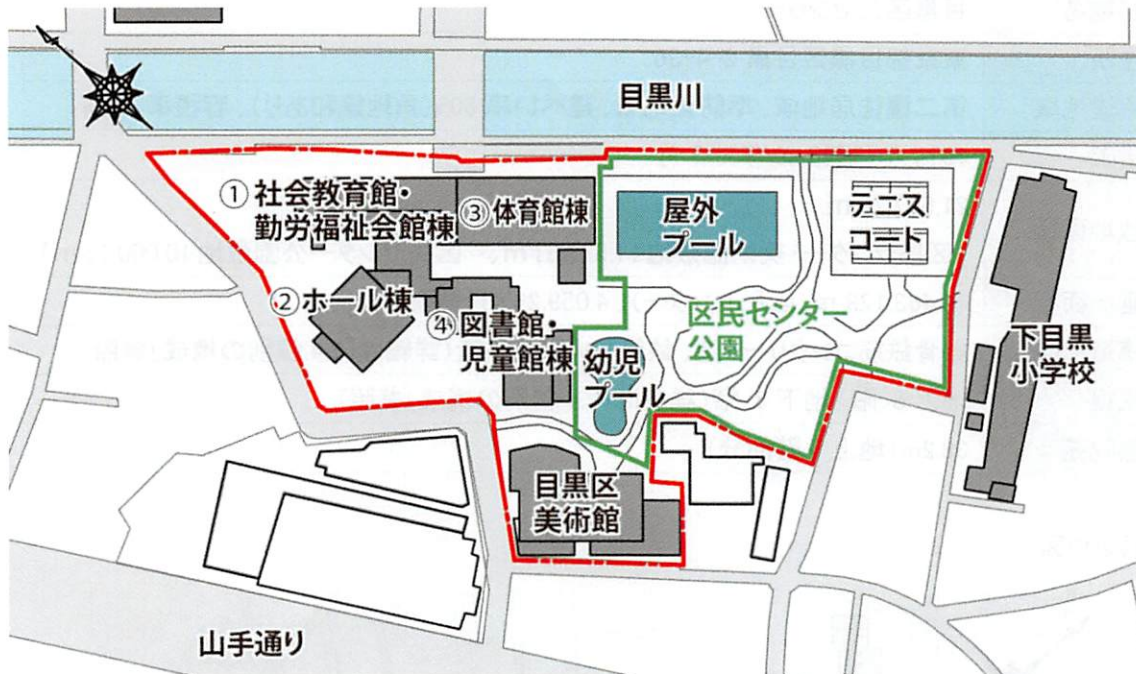 目黒川
① 社会教育館・
勤労福祉会館棟
③ 体育館棟
屋外
プール
テニス
コート
② ホール棟
④ 図書館・
児童館棟
幼児
プール
区民センター
公園
下目黒
小学校
目黒区
美術館
山手通り